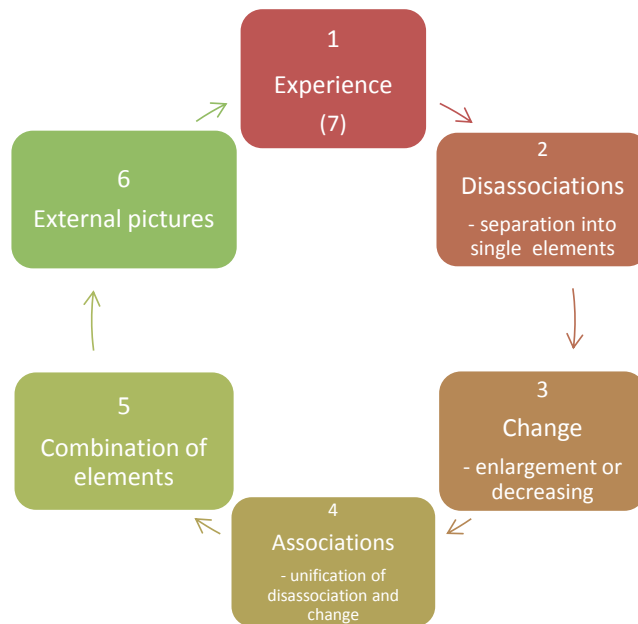 1
Experience
(7)
2
Disassociations
- separation into
single elements
3
Change
- enlargement or
decreasing
4
Associations
- unification of
disassociation and
change
5
Combination of
elements
6
External pictures